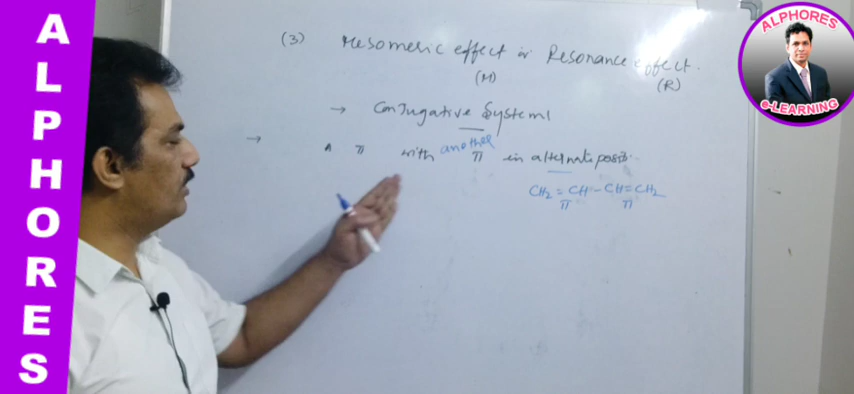 ALPHORES
(3) Mesomeric effect or Resonance effect.
(M) (R)
→ Conjugative Systems
→ A π with another π in alternate positi.
CH2=CH-CH=CH2
π π
ALPHORES
e-LEARNING